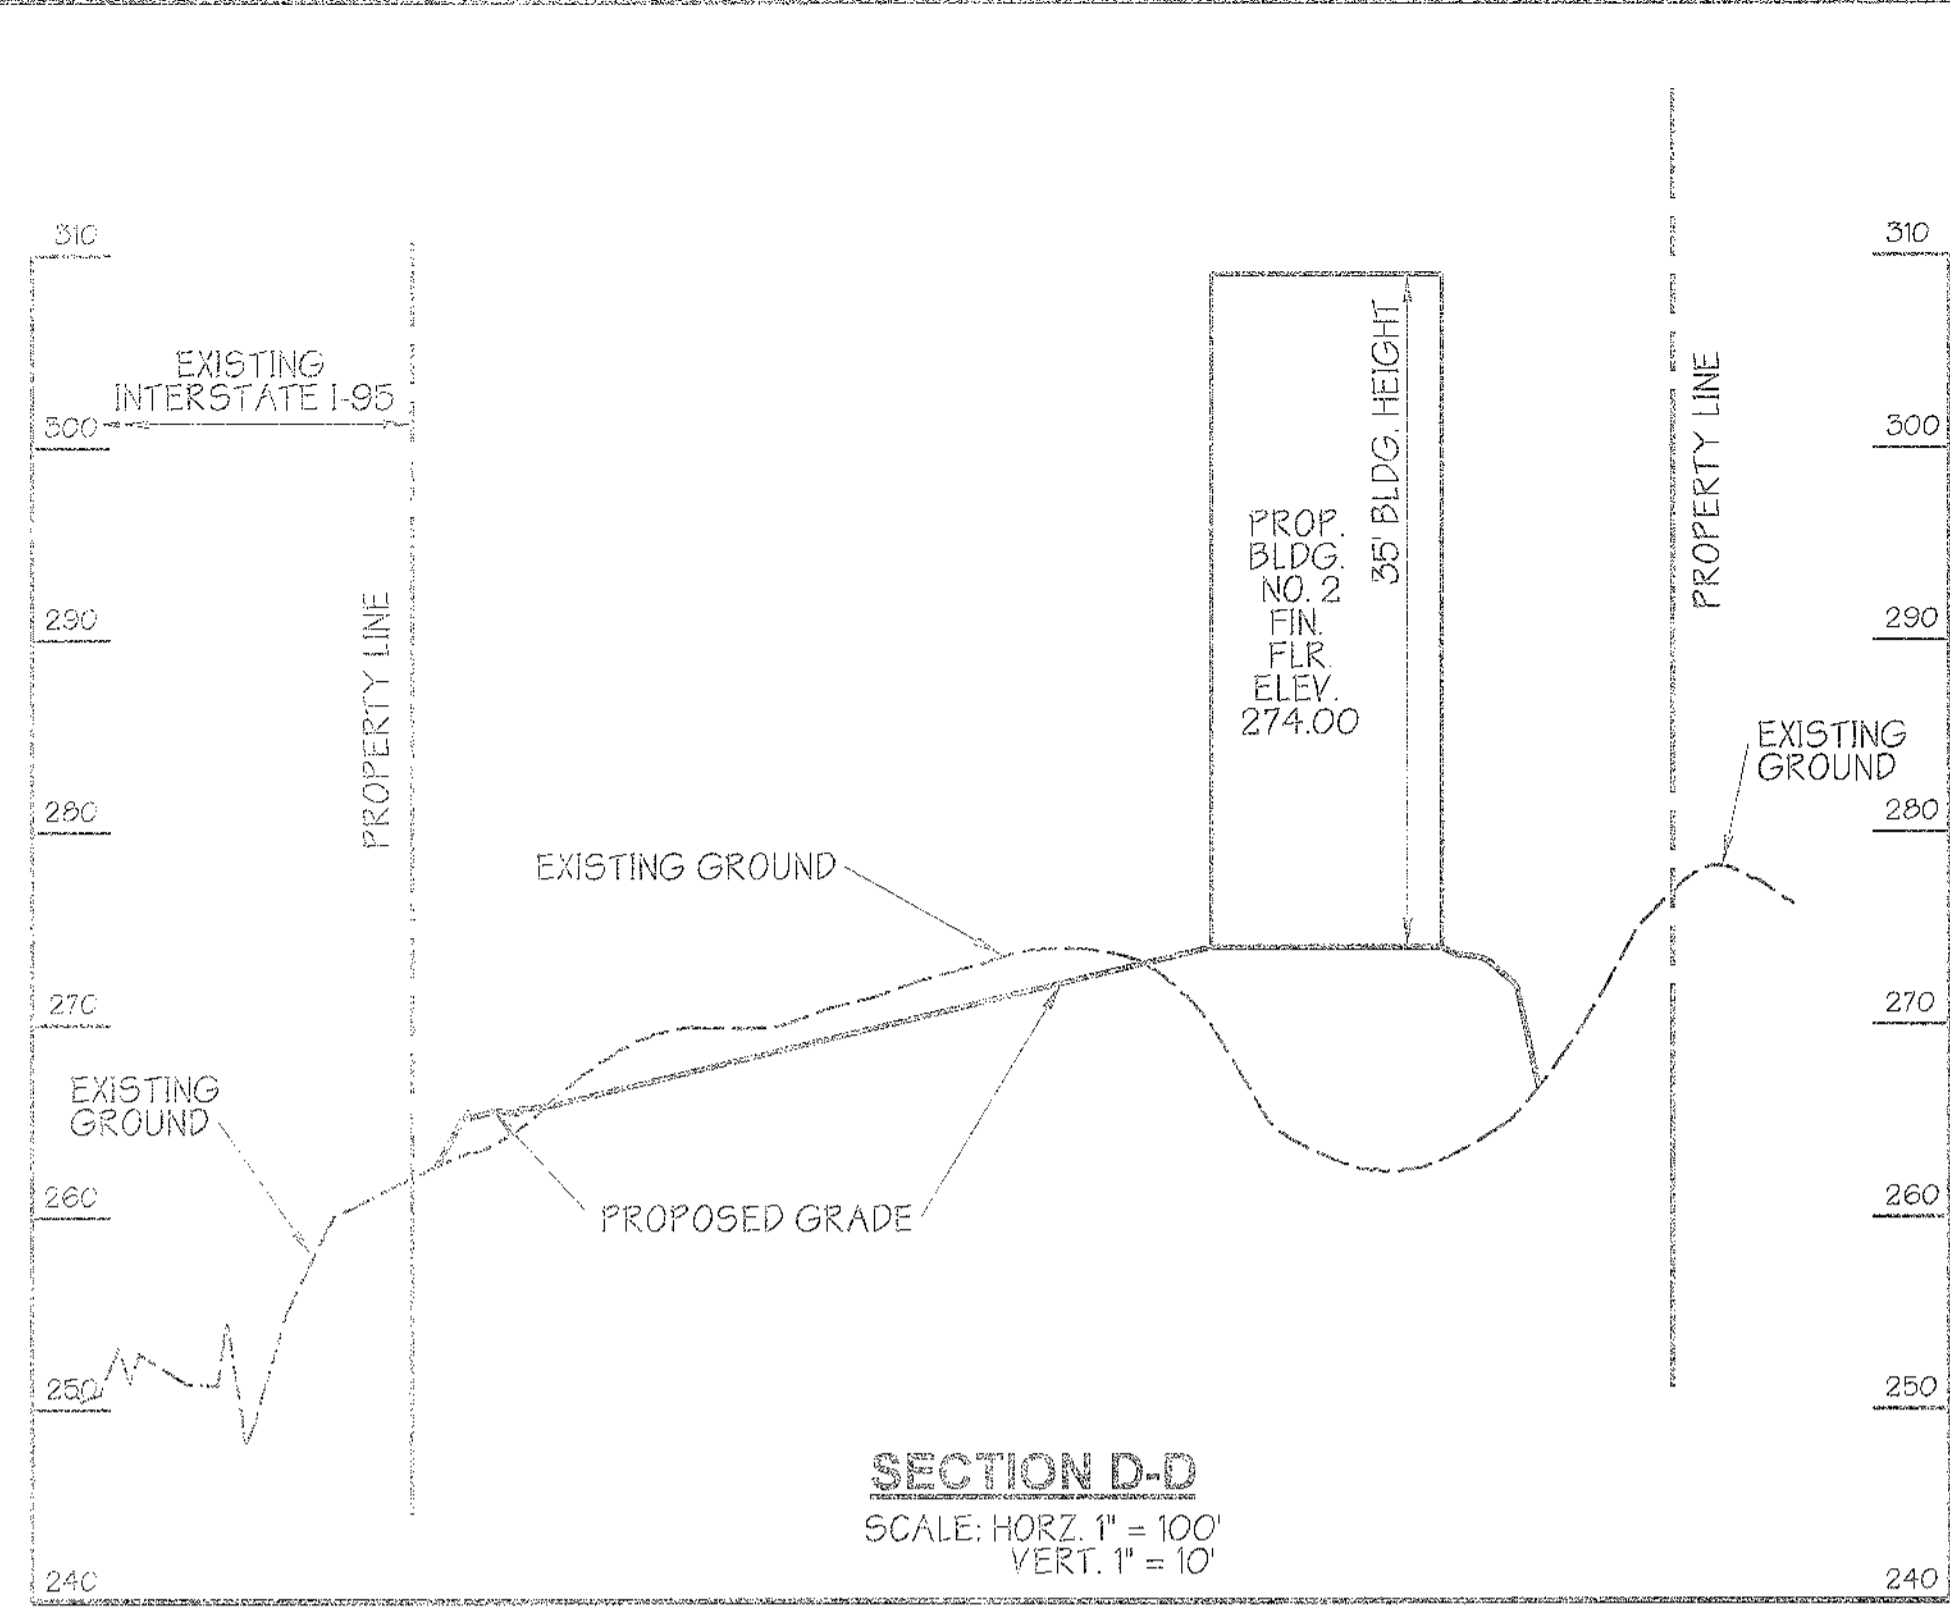 310
310
EXISTING
INTERSTATE I-95
300
300
35' BLDG. HEIGHT
PROPERTY LINE
PROP.
BLDG.
NO. 2
FIN.
FLR.
ELEV.
274.00
290
290
PROPERTY LINE
EXISTING
GROUND
280
280
EXISTING GROUND
270
270
EXISTING
GROUND
260
260
PROPOSED GRADE
250
250
SECTION D-D
SCALE: HORZ. 1" = 100'
VERT. 1" = 10'
240
240